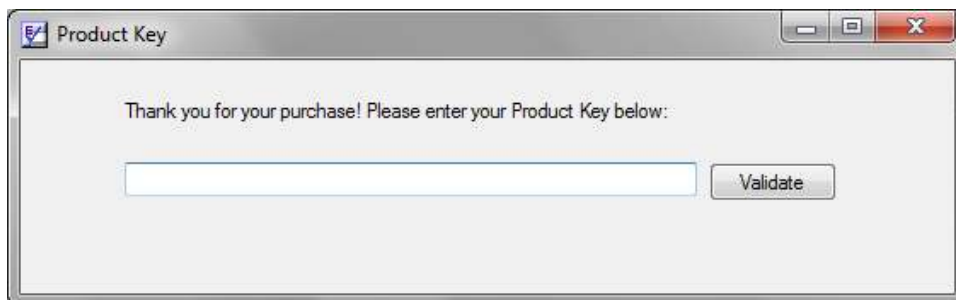 Product Key
Thank you for your purchase! Please enter your Product Key below:
Validate